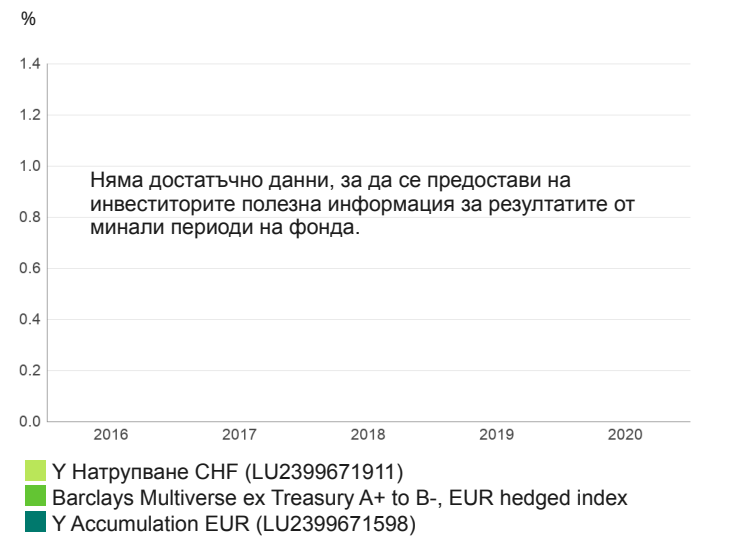 %
1.4
1.2
1.0
Няма достатъчно данни, за да се предостави на
инвеститорите полезна информация за резултатите от
минали периоди на фонда.
0.8
0.6
0.4
0.2
0.0
2016 2017 2018 2019 2020
Y Натрупване CHF (LU2399671911)
Barclays Multiverse ex Treasury A+ to B-, EUR hedged index
Y Accumulation EUR (LU2399671598)